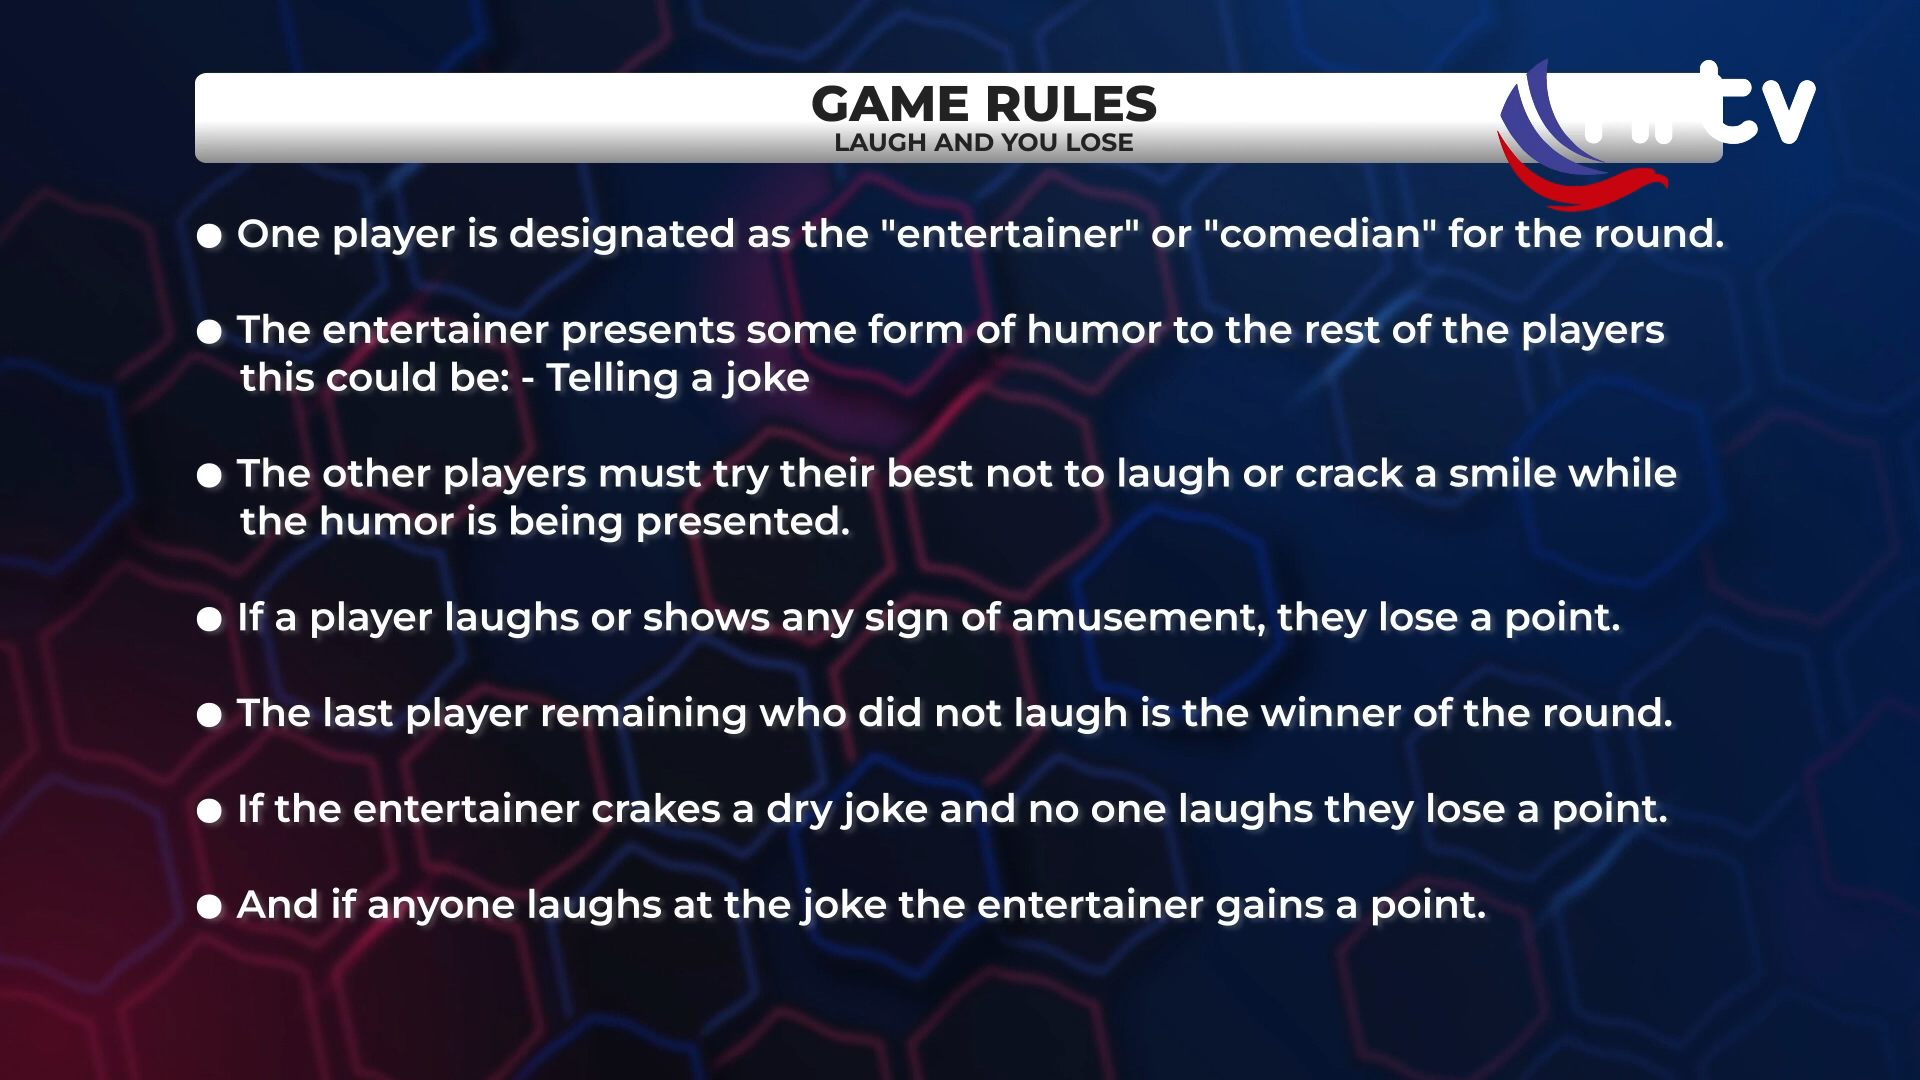 GAME RULES
LAUGH AND YOU LOSE
tv
● One player is designated as the "entertainer" or "comedian" for the round.
● The entertainer presents some form of humor to the rest of the players
this could be: - Telling a joke
● The other players must try their best not to laugh or crack a smile while
the humor is being presented.
● If a player laughs or shows any sign of amusement, they lose a point.
● The last player remaining who did not laugh is the winner of the round.
● If the entertainer crakes a dry joke and no one laughs they lose a point.
● And if anyone laughs at the joke the entertainer gains a point.